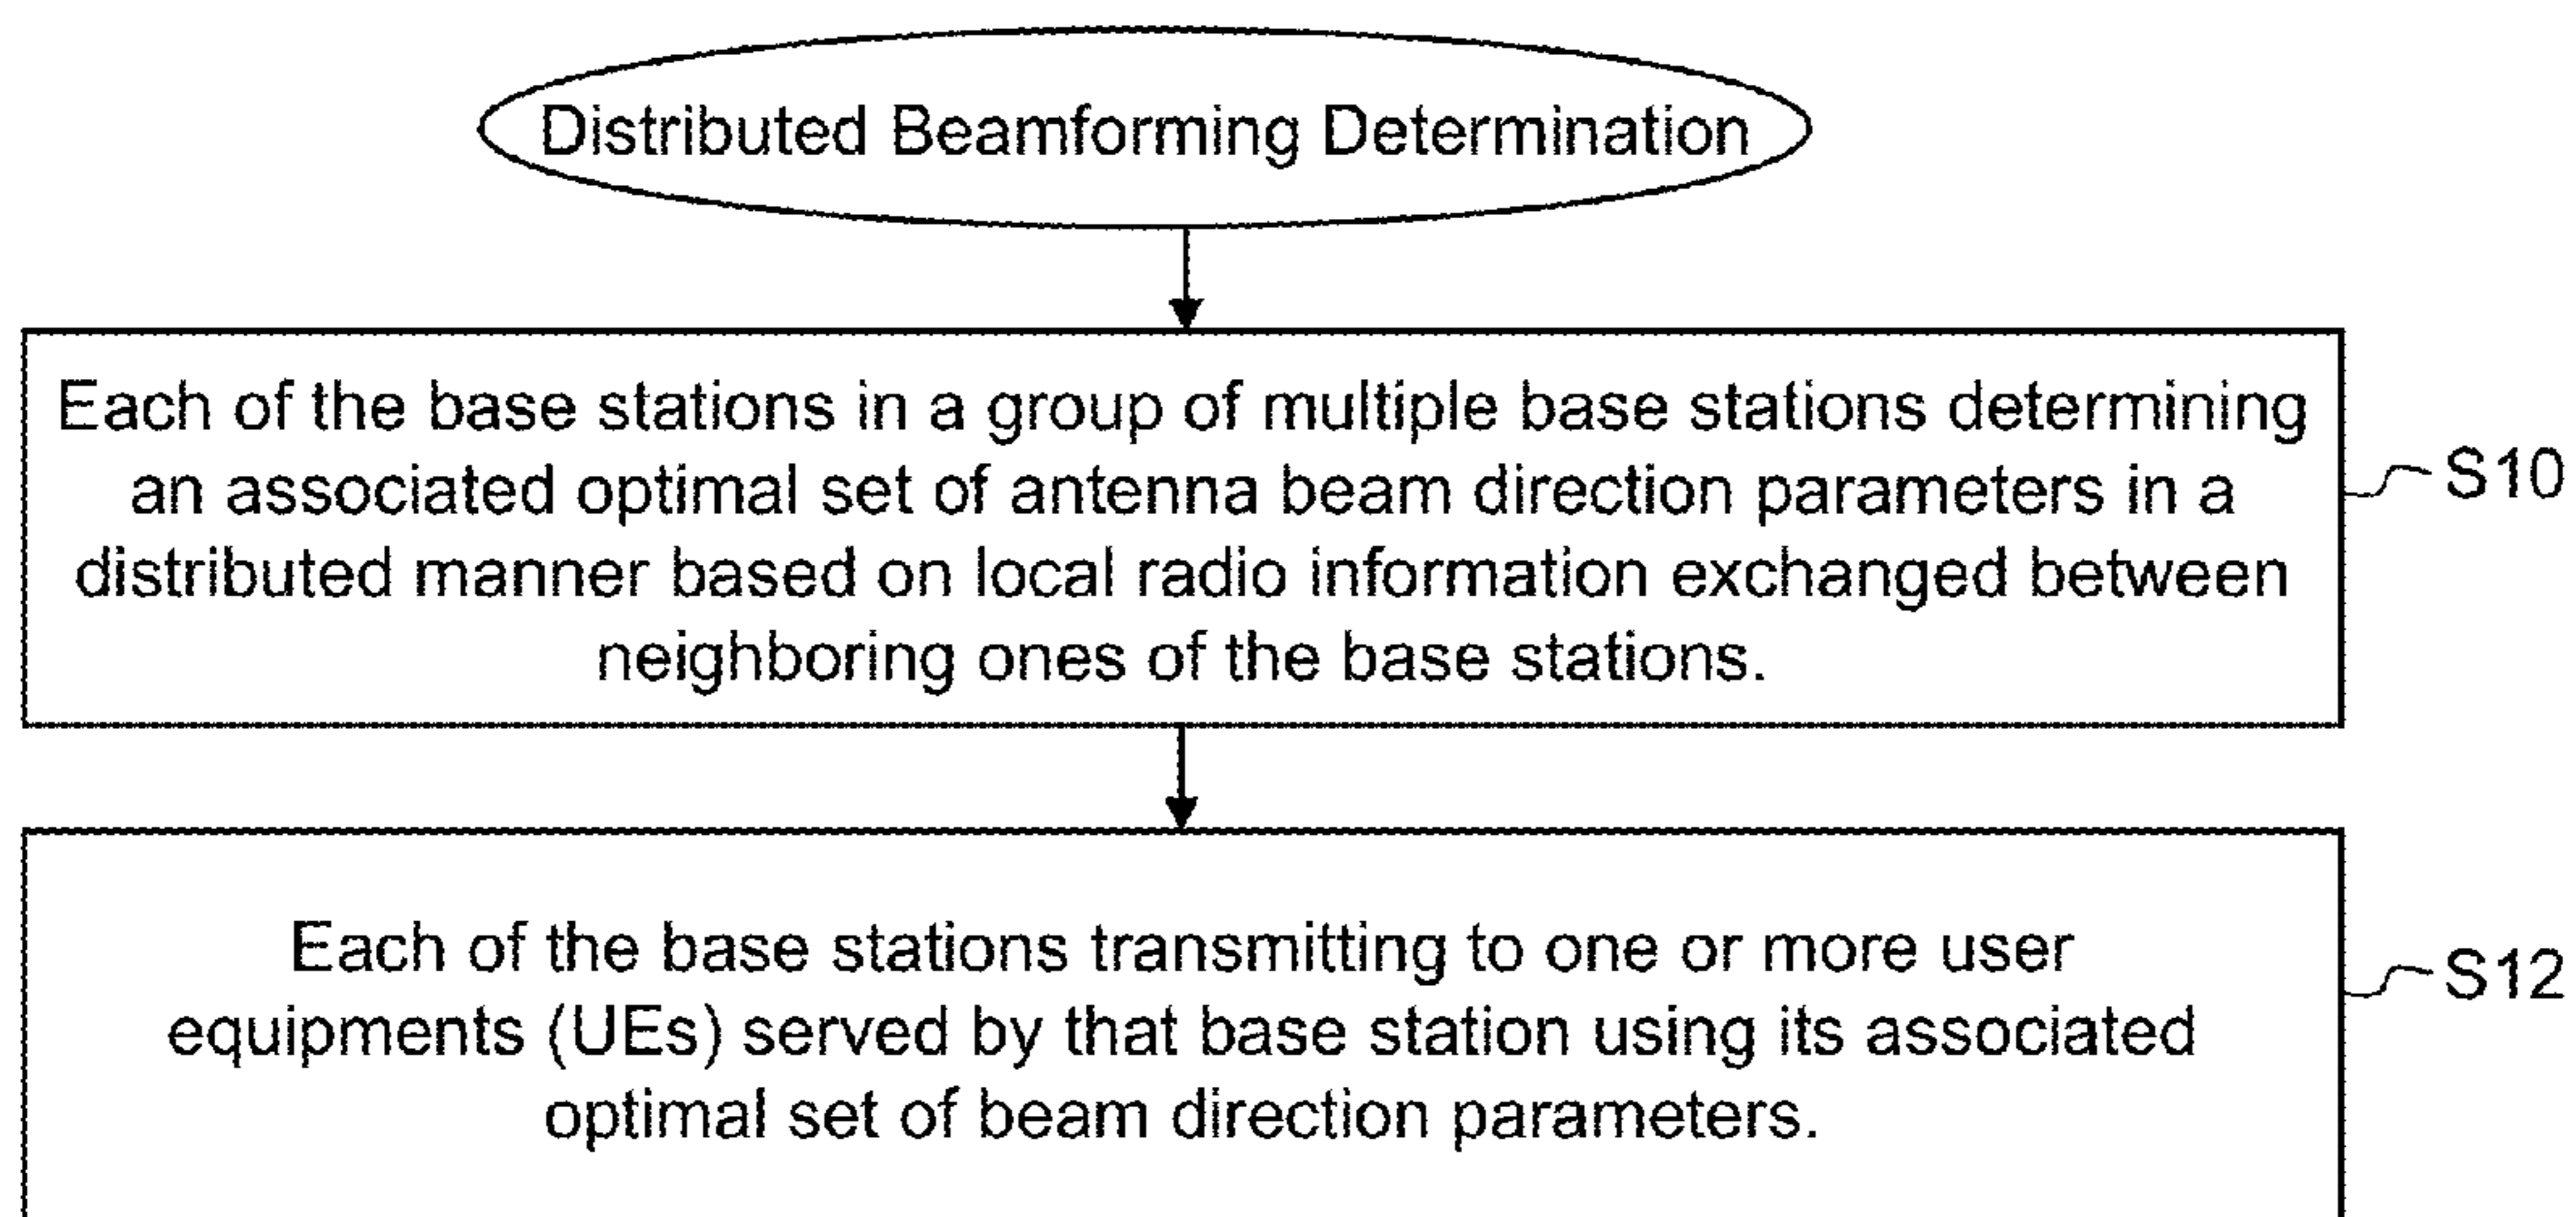 Distributed Beamforming Determination
Each of the base stations in a group of multiple base stations determining
an associated optimal set of antenna beam direction parameters in a
distributed manner based on local radio information exchanged between
neighboring ones of the base stations.
S10
Each of the base stations transmitting to one or more user
equipments (UEs) served by that base station using its associated
optimal set of beam direction parameters.
S12